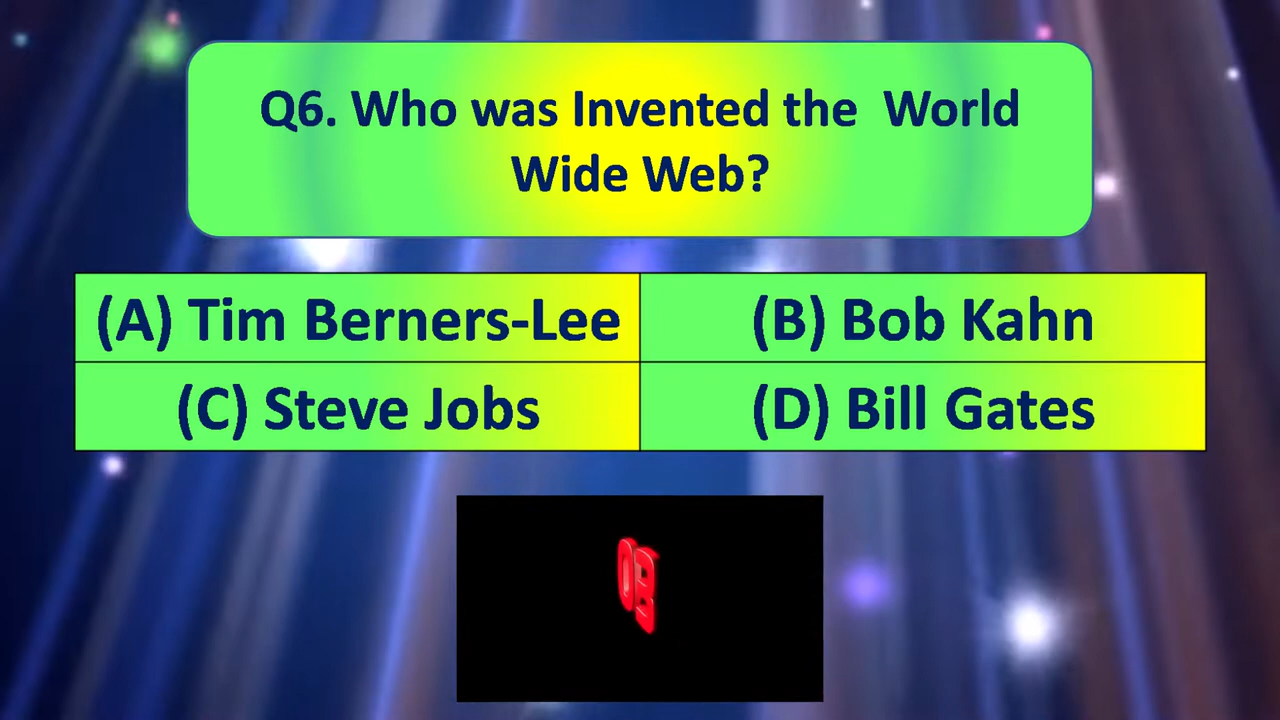 Q6. Who was Invented the  World
Wide Web?
(A) Tim Berners-Lee
(B) Bob Kahn
(C) Steve Jobs
(D) Bill Gates